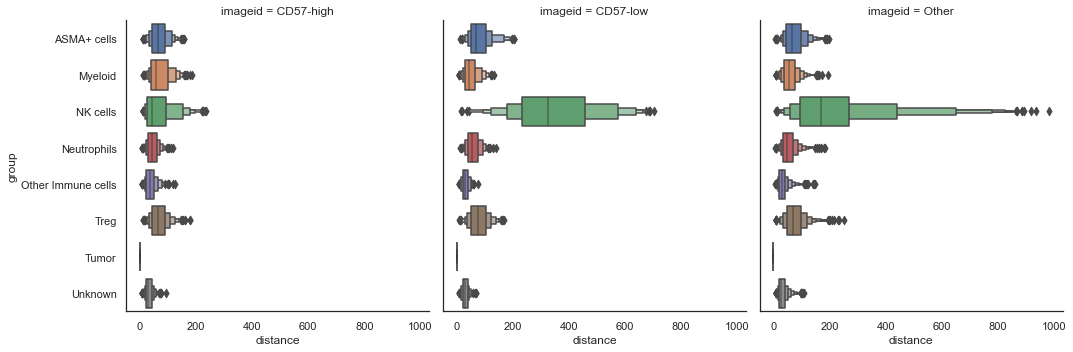 imageid = CD57-high
imageid = CD57-low
imageid = Other
group
ASMA+ cells
Myeloid
NK cells
Neutrophils
Other Immune cells
Treg
Tumor
Unknown
0 200 400 600 800 1000
0 200 400 600 800 1000
0 200 400 600 800 1000
distance
distance
distance